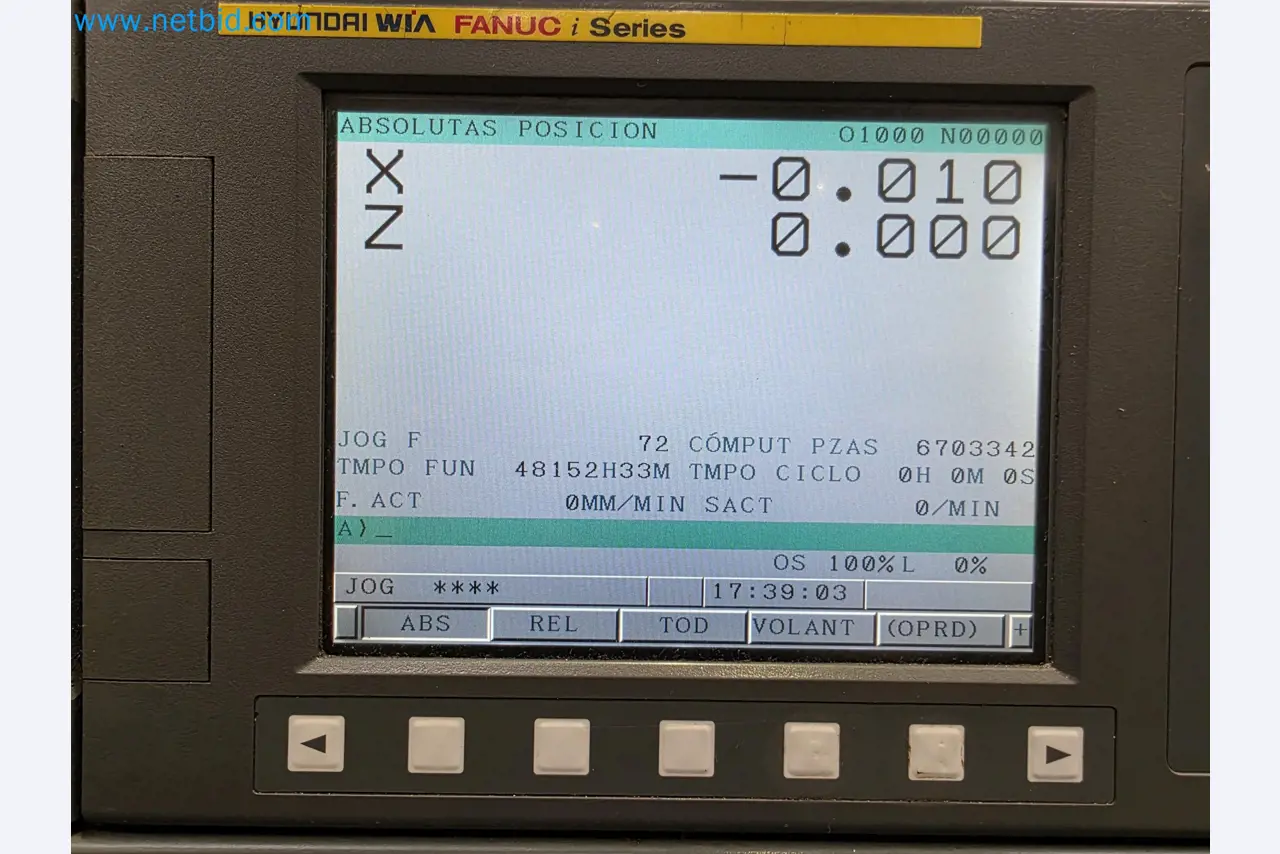 www.netbid.com
HYUNDAI WIA FANUC i Series
ABSOLUTAS POSICION O1000 N00000
X -0.010
Z 0.000
JOG F 72 CÓMPUT PZAS 6703342
TMPO FUN 48152H33M TMPO CICLO 0H 0M 0S
F. ACT 0MM/MIN SACT 0/MIN
A)_
OS 100% L 0%
JOG **** 17:39:03
ABS REL TOD VOLANT (OPRD) +